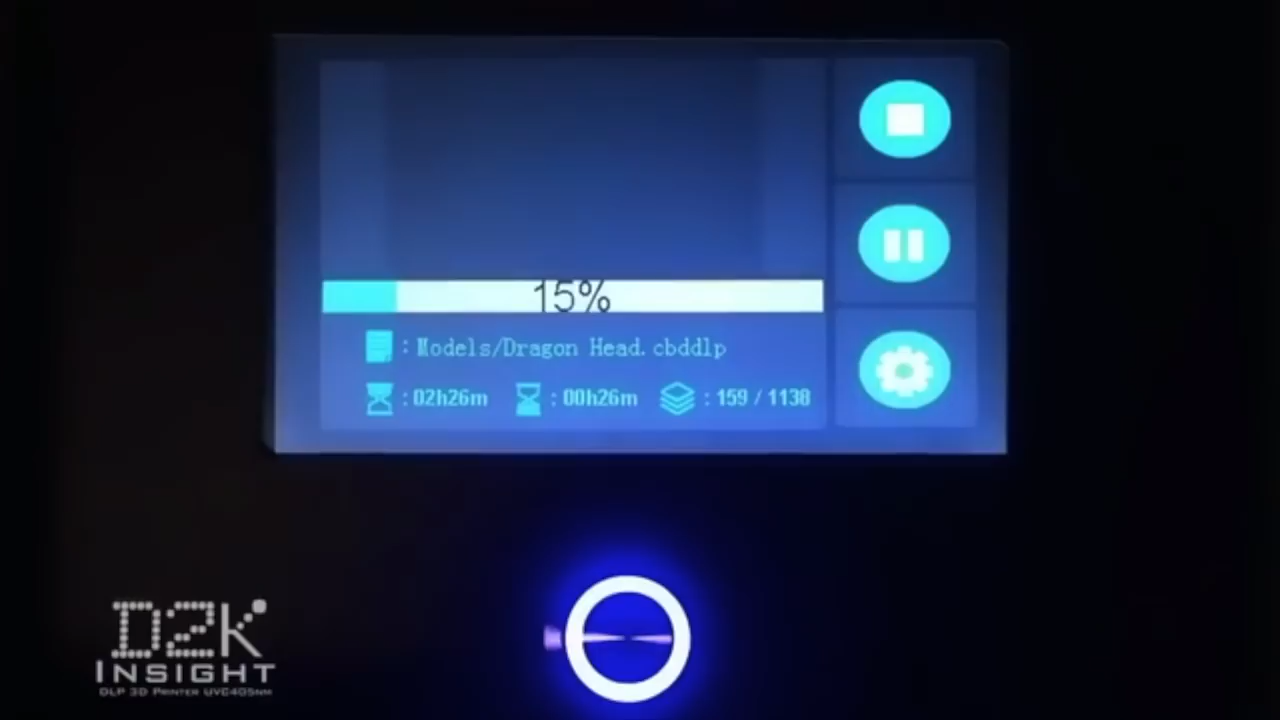 15%
: Models/Dragon Head.cbddlp
: 02h26m : 00h26m : 159 / 1138
D2K
INSIGHT
DLP 3D PRINTER UVC405NM